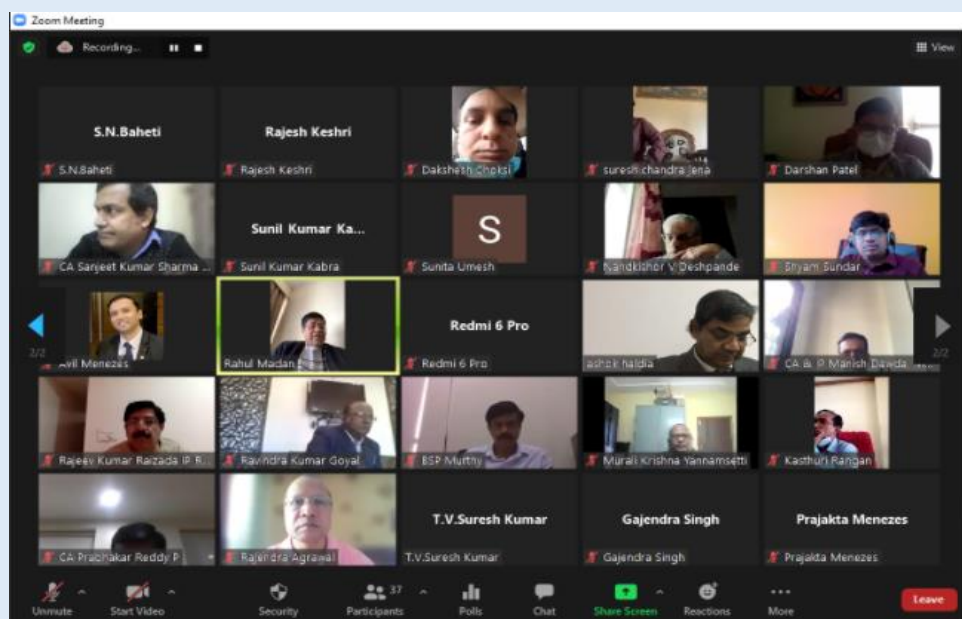 Zoom Meeting
Recording...
View
S.N.Baheti
S.N.Baheti
Rajesh Keshri
Rajesh Keshri
Dakshesh Choksi
suresh chandra jena
Darshan Patel
CA Sanjeet Kumar Sharma ...
Sunil Kumar Ka...
Sunil Kumar Kabra
S
Sunita Umesh
Nandkishor V Deshpande
Shyam Sundar
2/2
Avil Menezes
Rahul Madan
Redmi 6 Pro
Redmi 6 Pro
ashok haldia
CA & IP Manish Dawda
2/2
Rajeev Kumar Raizada IP R...
Ravindra Kumar Goyal
BSP Murthy
Murali Krishna Yannamsetti
Kasthuri Rangan
CA Prabhakar Reddy P
Rajendra Agrawal
T.V.Suresh Kumar
T.V.Suresh Kumar
Gajendra Singh
Gajendra Singh
Prajakta Menezes
Prajakta Menezes
Unmute
Start Video
Security
37
Participants
Polls
Chat
Share Screen
Reactions
More
Leave